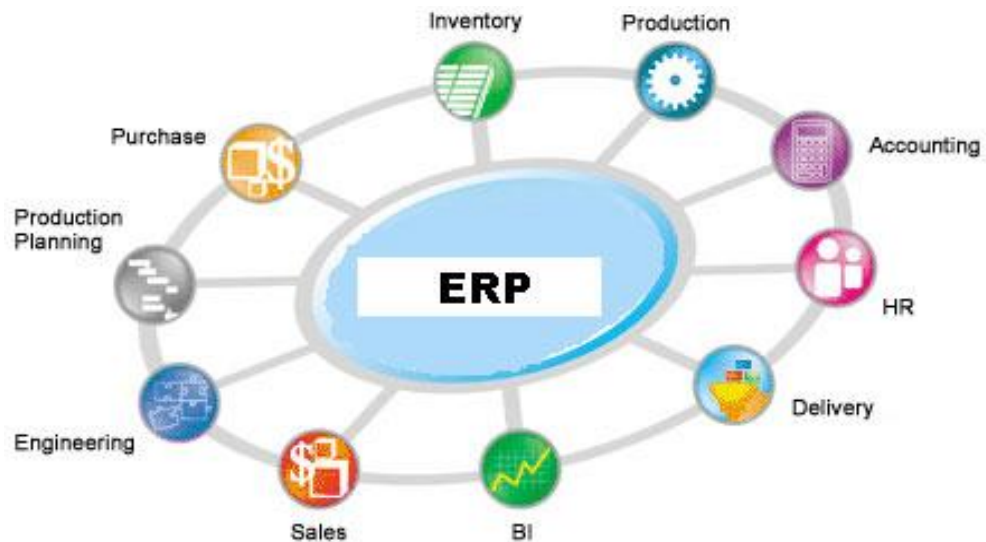 Inventory
Production
Purchase
Accounting
Production
Planning
ERP
HR
Delivery
Engineering
Sales
BI
$
$